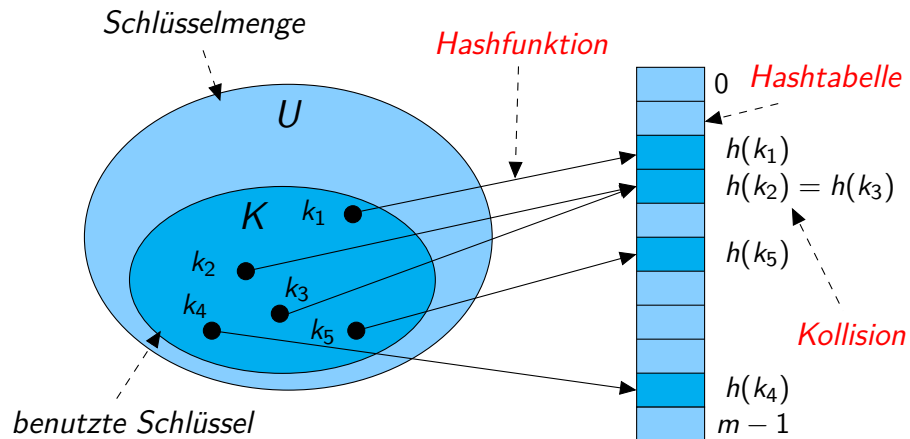 Schlüsselmenge
Hashfunktion
U
0
Hashtabelle
K
k₁
h(k₁)
h(k₂) = h(k₃)
k₂
h(k₅)
k₃
k₄
k₅
Kollision
h(k₄)
benutzte Schlüssel
m − 1